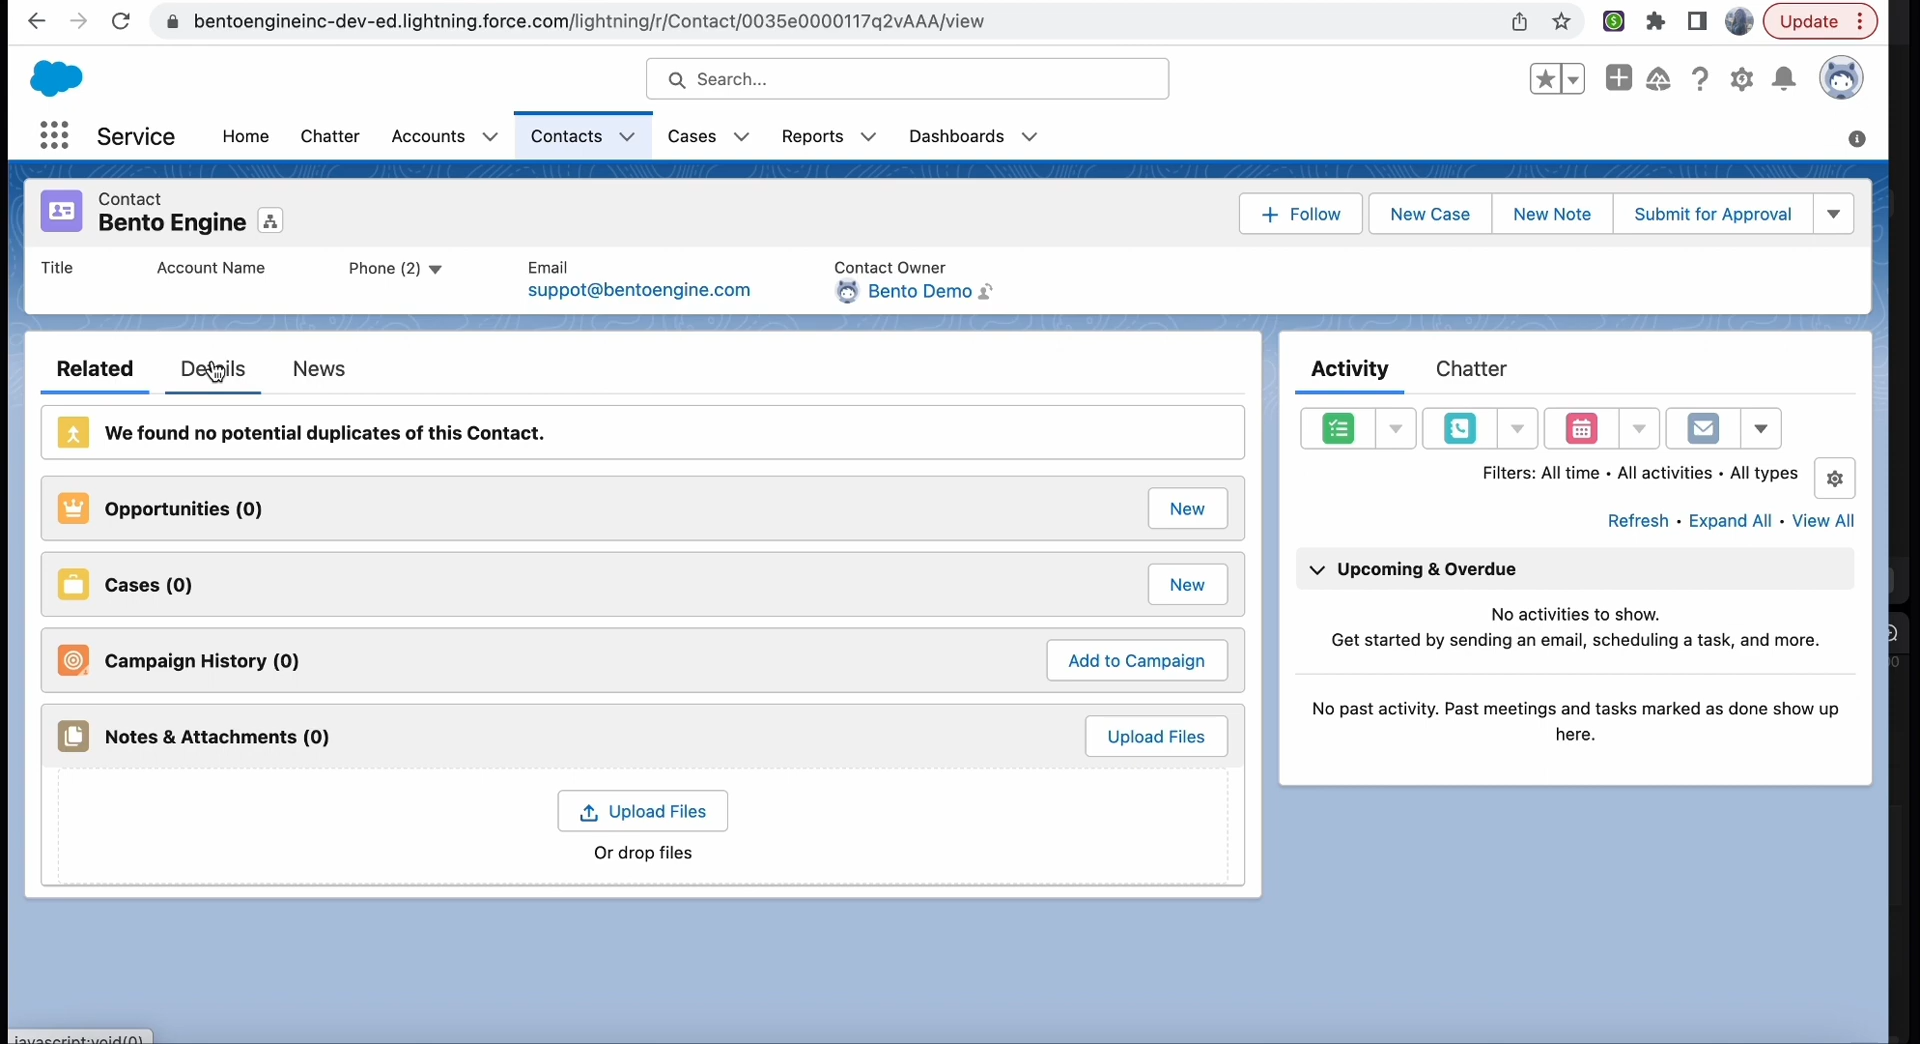 bentoengineinc-dev-ed.lightning.force.com/lightning/r/Contact/0035e0000117q2vAAA/view
Update
Search...
Service
Home
Chatter
Accounts
Contacts
Cases
Reports
Dashboards
Contact
Bento Engine
Follow
New Case
New Note
Submit for Approval
Title
Account Name
Phone (2)
Email
Contact Owner
suppot@bentoengine.com
Bento Demo
Related
Details
News
We found no potential duplicates of this Contact.
Opportunities (0)
New
Cases (0)
New
Campaign History (0)
Add to Campaign
Notes & Attachments (0)
Upload Files
Upload Files
Or drop files
Activity
Chatter
Filters: All time • All activities • All types
Refresh • Expand All • View All
Upcoming & Overdue
No activities to show.
Get started by sending an email, scheduling a task, and more.
No past activity. Past meetings and tasks marked as done show up
here.
javascript:void(0)